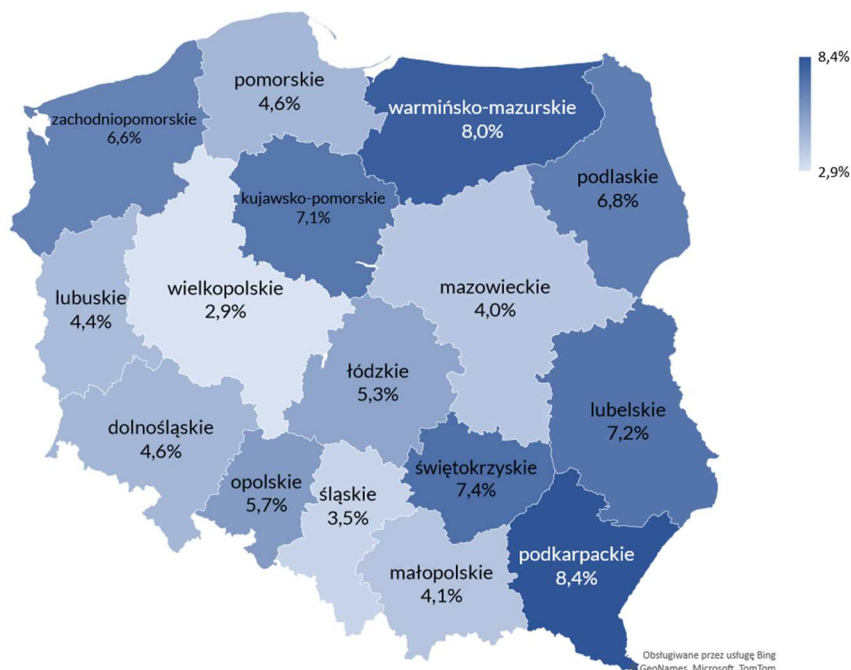 8,4%
pomorskie
4,6%
warmińsko-mazurskie
8,0%
zachodniopomorskie
6,6%
2,9%
podlaskie
6,8%
kujawsko-pomorskie
7,1%
wielkopolskie
2,9%
mazowieckie
4,0%
lubuskie
4,4%
łódzkie
5,3%
lubelskie
7,2%
dolnośląskie
4,6%
świętokrzyskie
7,4%
opolskie
5,7%
śląskie
3,5%
podkarpackie
8,4%
małopolskie
4,1%
Obsługiwane przez usługę Bing
GeoNames, Microsoft, TomTom